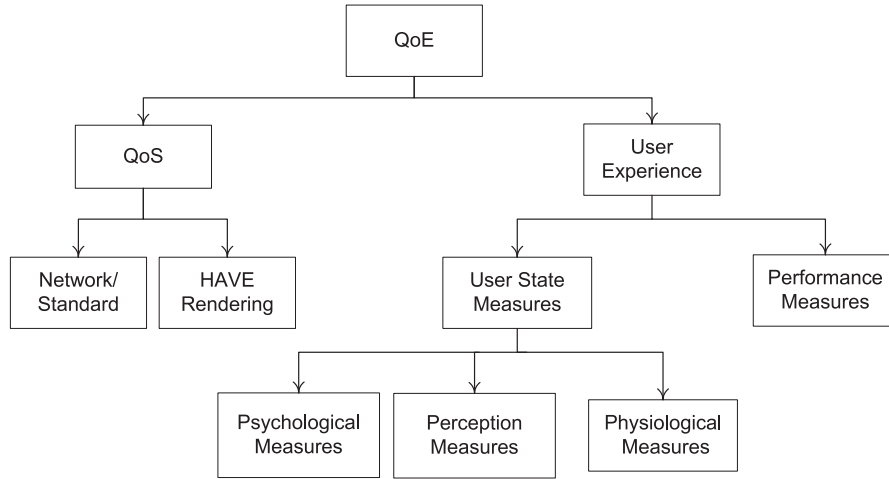 QoE
QoS
User
Experience
Network/
Standard
HAVE
Rendering
User State
Measures
Performance
Measures
Psychological
Measures
Perception
Measures
Physiological
Measures